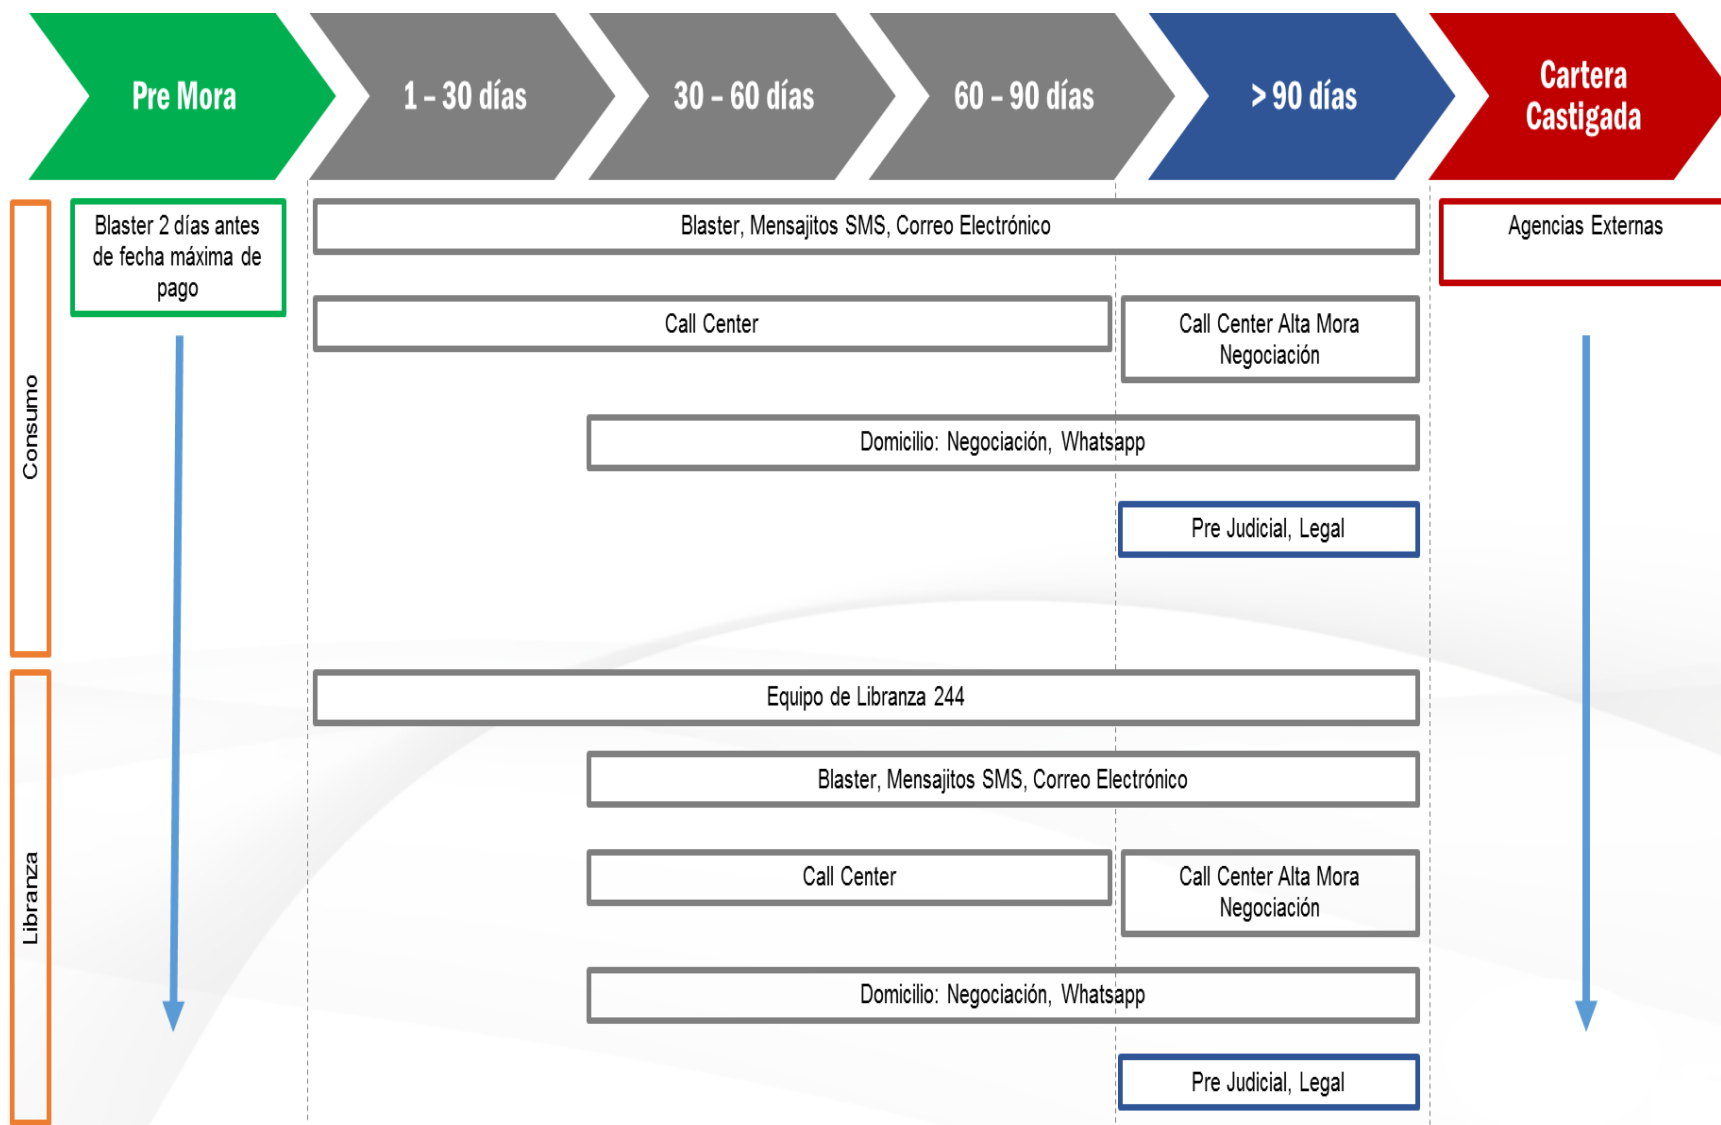 Pre Mora
1 – 30 días
30 – 60 días
60 – 90 días
> 90 días
Cartera
Castigada
Consumo
Blaster 2 días antes
de fecha máxima de
pago
Blaster, Mensajitos SMS, Correo Electrónico
Agencias Externas
Call Center
Call Center Alta Mora
Negociación
Domicilio: Negociación, Whatsapp
Pre Judicial, Legal
Libranza
Equipo de Libranza 244
Blaster, Mensajitos SMS, Correo Electrónico
Call Center
Call Center Alta Mora
Negociación
Domicilio: Negociación, Whatsapp
Pre Judicial, Legal